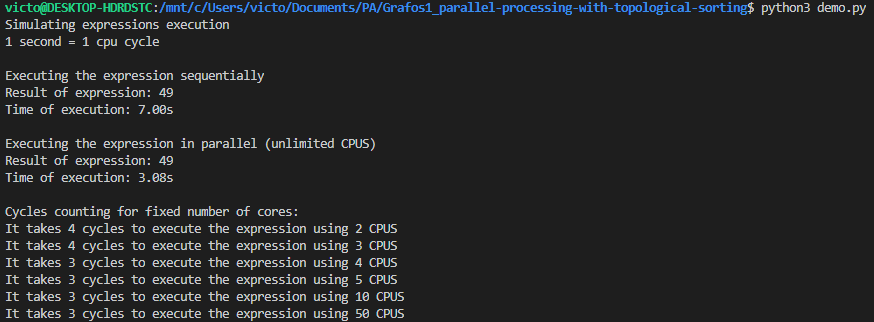 victo@DESKTOP-HDRDSTC:/mnt/c/Users/victo/Documents/PA/Grafos1_parallel-processing-with-topological-sorting$ python3 demo.py
Simulating expressions execution
1 second = 1 cpu cycle
Executing the expression sequentially
Result of expression: 49
Time of execution: 7.00s
Executing the expression in parallel (unlimited CPUS)
Result of expression: 49
Time of execution: 3.08s
Cycles counting for fixed number of cores:
It takes 4 cycles to execute the expression using 2 CPUS
It takes 4 cycles to execute the expression using 3 CPUS
It takes 3 cycles to execute the expression using 4 CPUS
It takes 3 cycles to execute the expression using 5 CPUS
It takes 3 cycles to execute the expression using 10 CPUS
It takes 3 cycles to execute the expression using 50 CPUS